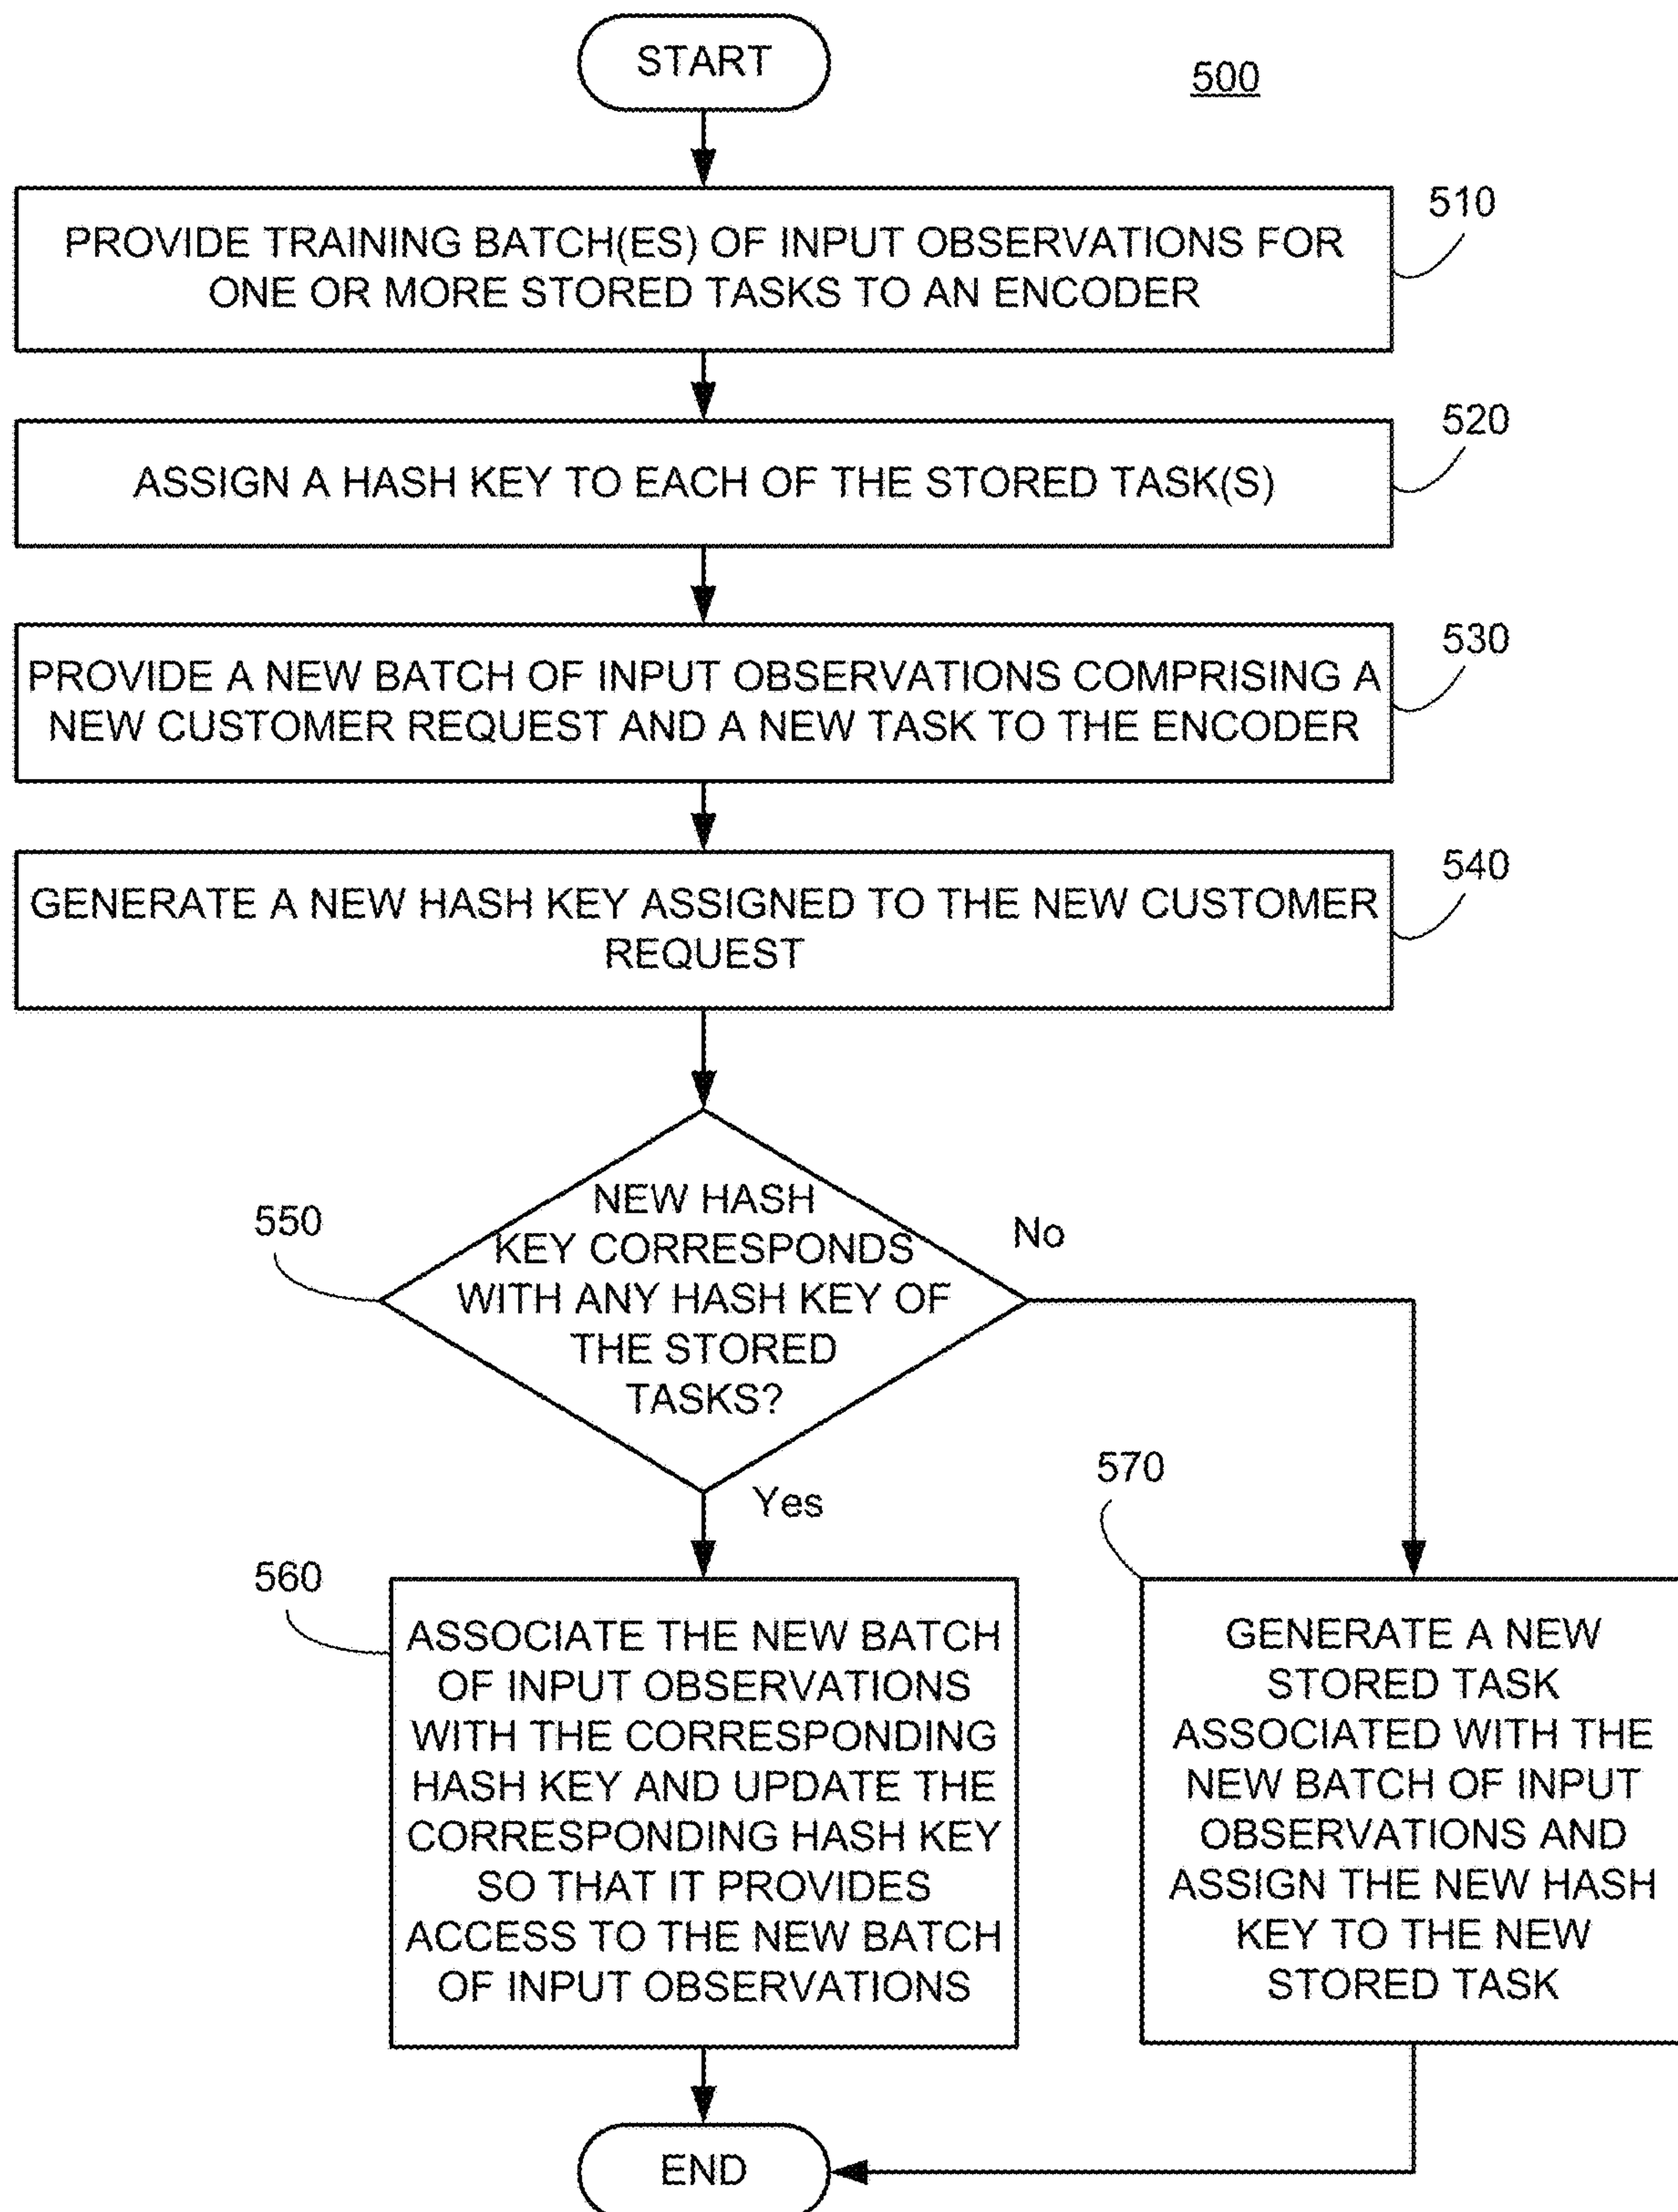 START
500
510
PROVIDE TRAINING BATCH(ES) OF INPUT OBSERVATIONS FOR
ONE OR MORE STORED TASKS TO AN ENCODER
520
ASSIGN A HASH KEY TO EACH OF THE STORED TASK(S)
530
PROVIDE A NEW BATCH OF INPUT OBSERVATIONS COMPRISING A
NEW CUSTOMER REQUEST AND A NEW TASK TO THE ENCODER
540
GENERATE A NEW HASH KEY ASSIGNED TO THE NEW CUSTOMER
REQUEST
550
NEW HASH
KEY CORRESPONDS
WITH ANY HASH KEY OF
THE STORED
TASKS?
No
Yes
560
ASSOCIATE THE NEW BATCH
OF INPUT OBSERVATIONS
WITH THE CORRESPONDING
HASH KEY AND UPDATE THE
CORRESPONDING HASH KEY
SO THAT IT PROVIDES
ACCESS TO THE NEW BATCH
OF INPUT OBSERVATIONS
570
GENERATE A NEW
STORED TASK
ASSOCIATED WITH THE
NEW BATCH OF INPUT
OBSERVATIONS AND
ASSIGN THE NEW HASH
KEY TO THE NEW
STORED TASK
END